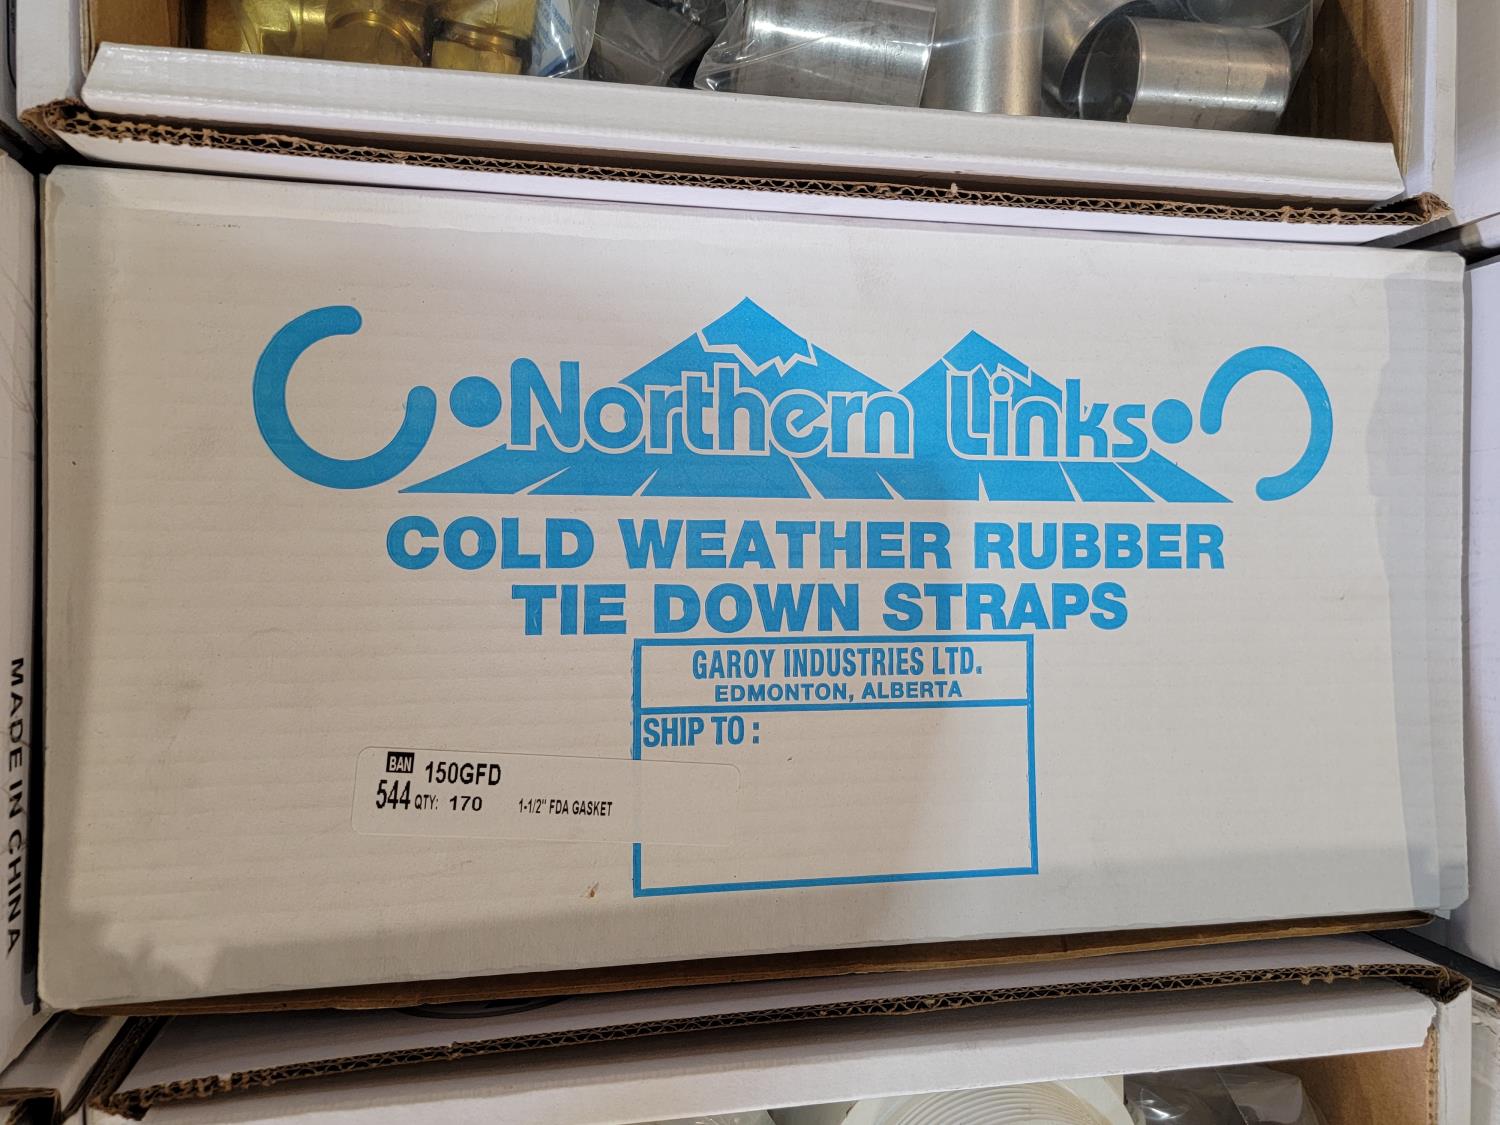 Northern Links
COLD WEATHER RUBBER
TIE DOWN STRAPS
GAROY INDUSTRIES LTD.
EDMONTON, ALBERTA
SHIP TO :
BAN 150GFD
544 QTY: 170 1-1/2" FDA GASKET
MADE IN CHINA